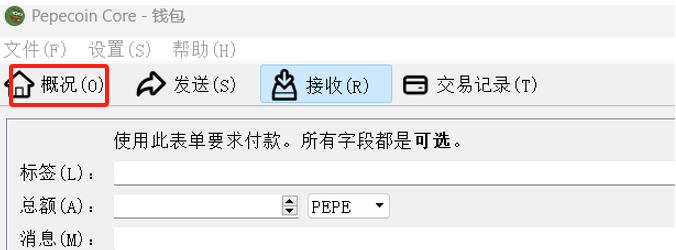 Pepecoin Core - 钱包
文件(F) 设置(S) 帮助(H)
概况(O) 发送(S) 接收(R) 交易记录(T)
使用此表单要求付款。所有字段都是可选。
标签(L)：
总额(A)： PEPE
消息(M)：